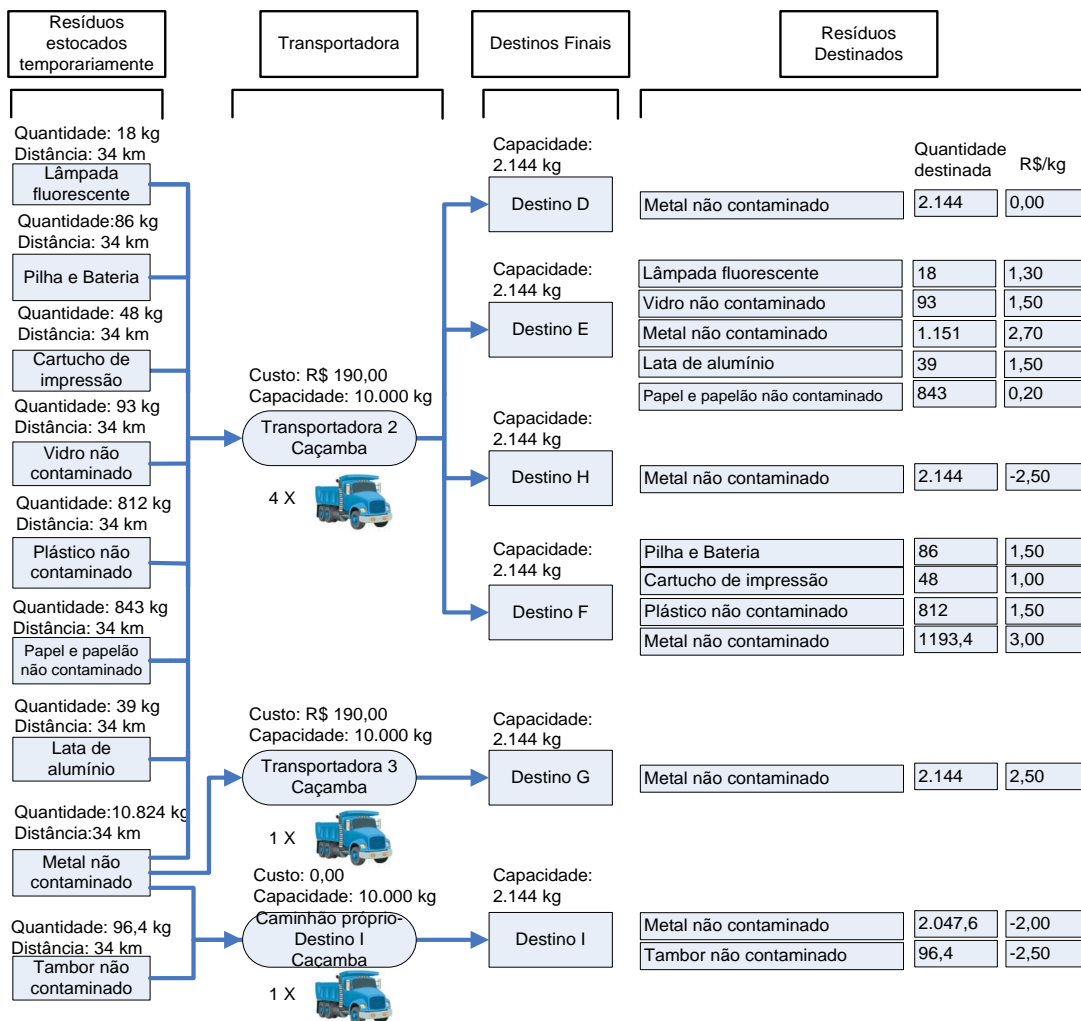 Resíduos
estocados
temporariamente
Transportadora
Destinos Finais
Resíduos
Destinados
Quantidade: 18 kg
Distância: 34 km
Lâmpada
fluorescente
Quantidade:86 kg
Distância: 34 km
Pilha e Bateria
Quantidade: 48 kg
Distância: 34 km
Cartucho de
impressão
Quantidade: 93 kg
Distância: 34 km
Vidro não
contaminado
Quantidade: 812 kg
Distância: 34 km
Plástico não
contaminado
Quantidade: 843 kg
Distância: 34 km
Papel e papelão
não contaminado
Quantidade: 39 kg
Distância: 34 km
Lata de
alumínio
Quantidade:10.824 kg
Distância:34 km
Metal não
contaminado
Quantidade: 96,4 kg
Distância: 34 km
Tambor não
contaminado
Custo: R$ 190,00
Capacidade: 10.000 kg
Transportadora 2
Caçamba
4 X
Custo: R$ 190,00
Capacidade: 10.000 kg
Transportadora 3
Caçamba
1 X
Custo: 0,00
Capacidade: 10.000 kg
Caminhão próprio-
Destino I
Caçamba
1 X
Capacidade:
2.144 kg
Destino D
Capacidade:
2.144 kg
Destino E
Capacidade:
2.144 kg
Destino H
Capacidade:
2.144 kg
Destino F
Capacidade:
2.144 kg
Destino G
Capacidade:
2.144 kg
Destino I
Quantidade
destinada
R$/kg
Metal não contaminado 2.144 0,00
Lâmpada fluorescente 18 1,30
Vidro não contaminado 93 1,50
Metal não contaminado 1.151 2,70
Lata de alumínio 39 1,50
Papel e papelão não contaminado 843 0,20
Metal não contaminado 2.144 -2,50
Pilha e Bateria 86 1,50
Cartucho de impressão 48 1,00
Plástico não contaminado 812 1,50
Metal não contaminado 1193,4 3,00
Metal não contaminado 2.144 2,50
Metal não contaminado 2.047,6 -2,00
Tambor não contaminado 96,4 -2,50